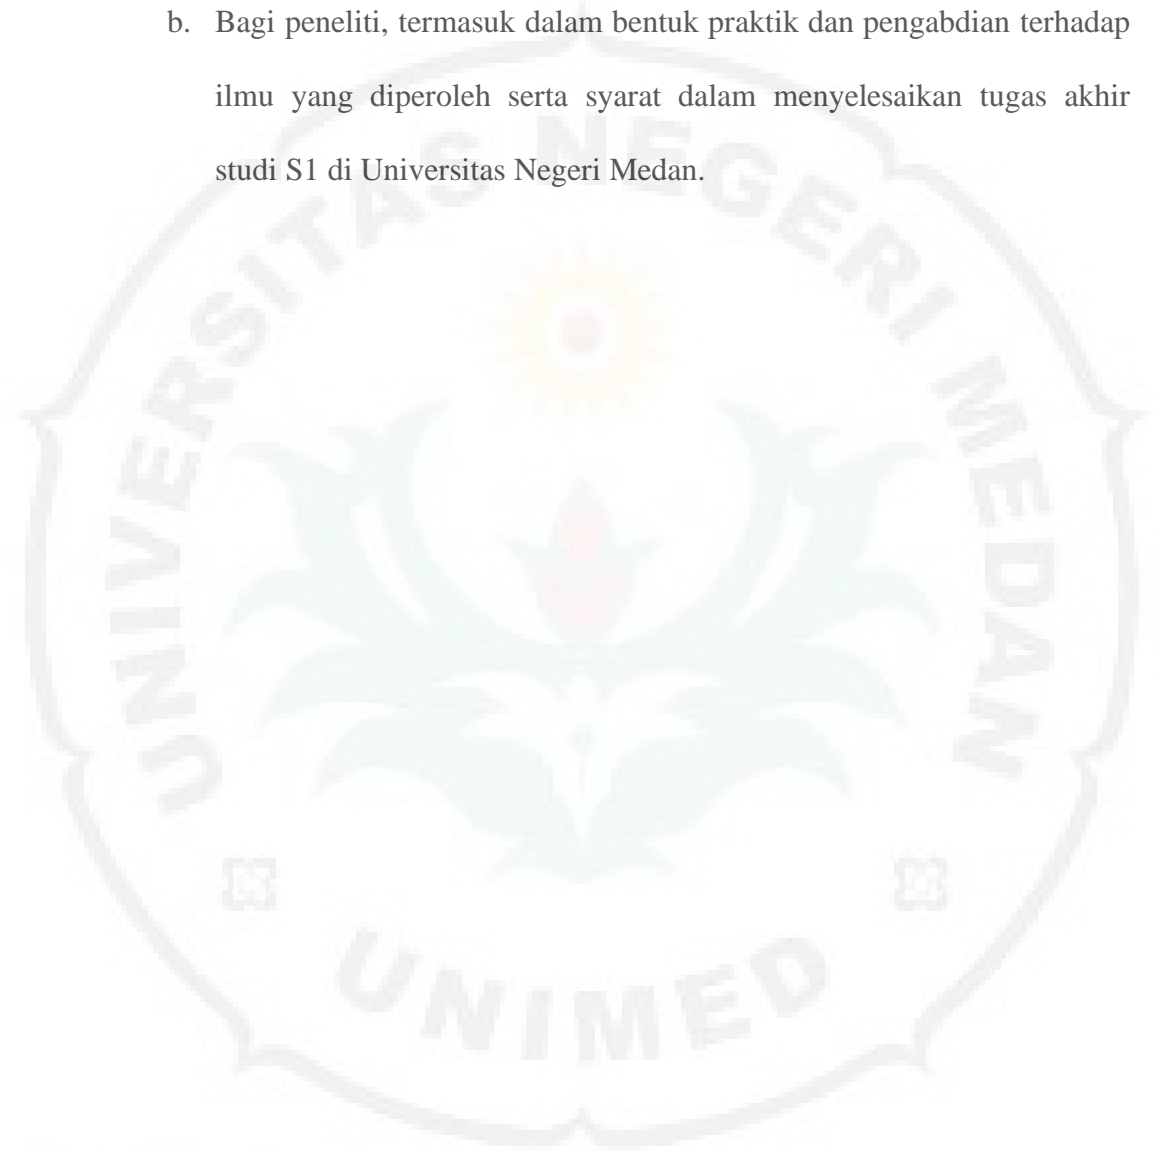 b. Bagi peneliti, termasuk dalam bentuk praktik dan pengabdian terhadap
ilmu yang diperoleh serta syarat dalam menyelesaikan tugas akhir
studi S1 di Universitas Negeri Medan.
UNIVERSITAS NEGERI MEDAN
UNIMED